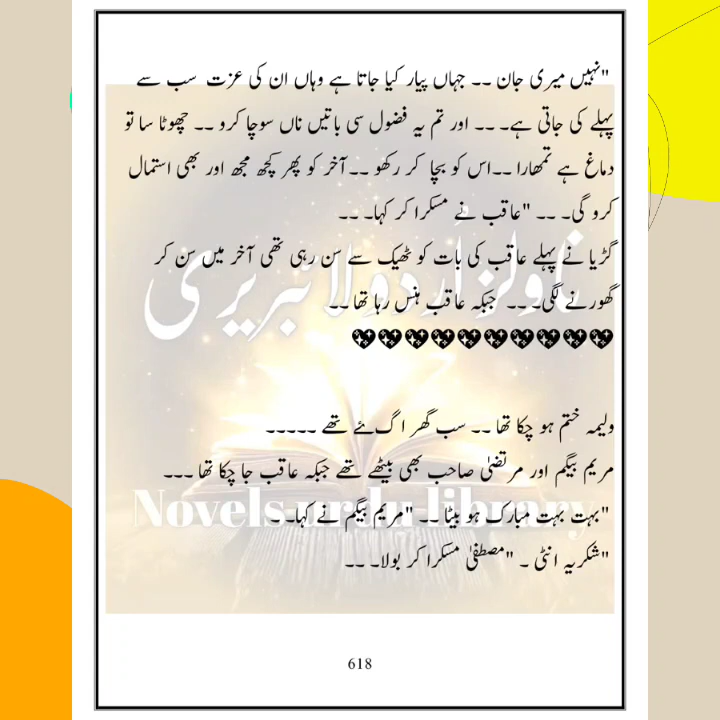 "نہیں میری جان ۔۔ جہاں پیار کیا جاتا ہے وہاں ان کی عزت سب سے
پہلے کی جاتی ہے۔ ۔۔ اور تم یہ فضول سی باتیں ناں سوچا کرو ۔۔ چھوٹا سا تو
دماغ ہے تمھارا ۔۔اس کو بچا کر رکھو ۔۔آخر کو پھر کچھ مجھ اور بھی استمال
کرو گی۔ ۔۔ "عاقب نے مسکرا کر کہا۔ ۔۔
گڑیا نے پہلے عاقب کی بات کو ٹھیک سے سن رہی تھی آخر میں سن کر
گھورنے لگی۔ ۔۔ جبکہ عاقب ہنس رہا تھا ۔۔
💖💖💖💖💖💖💖💖💖💖
ناولز اردو لائبریری
ولیمہ ختم ہو چکا تھا ۔۔ سب گھر اگ ئے تھے ۔۔۔۔۔
مریم بیگم اور مرتضیٰ صاحب بھی بیٹھے تھے جبکہ عاقب جا چکا تھا ۔۔۔
Novels urdu library
"بہت بہت مبارک ہو بیٹا ۔۔ "مریم بیگم نے کہا۔ ۔
"شکریہ انٹی ۔ "مصطفیٰ مسکرا کر بولا۔ ۔۔
618